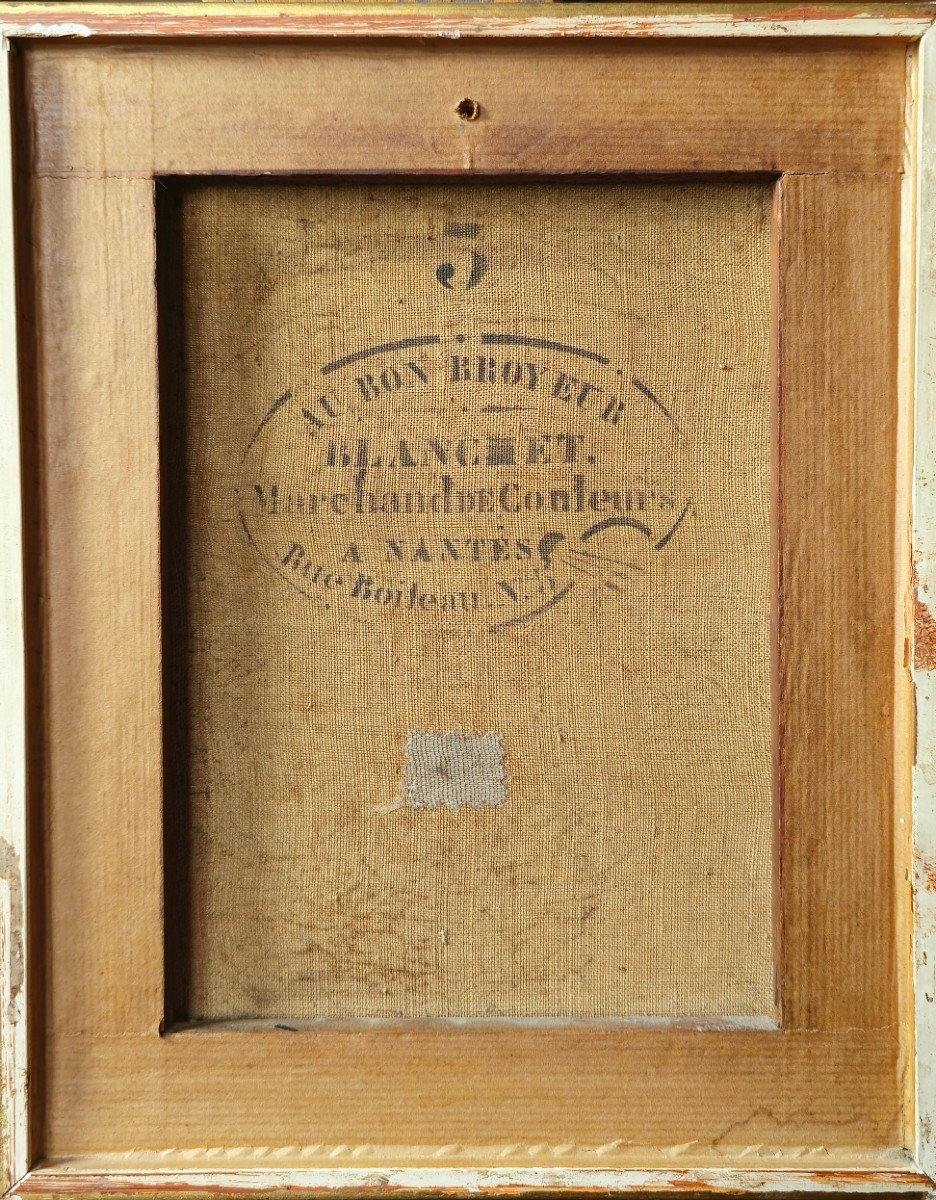 5
AU BON BROYEUR
BLANCHET.
Marchand DE Couleurs,
A NANTES
Rue Boileau. N.